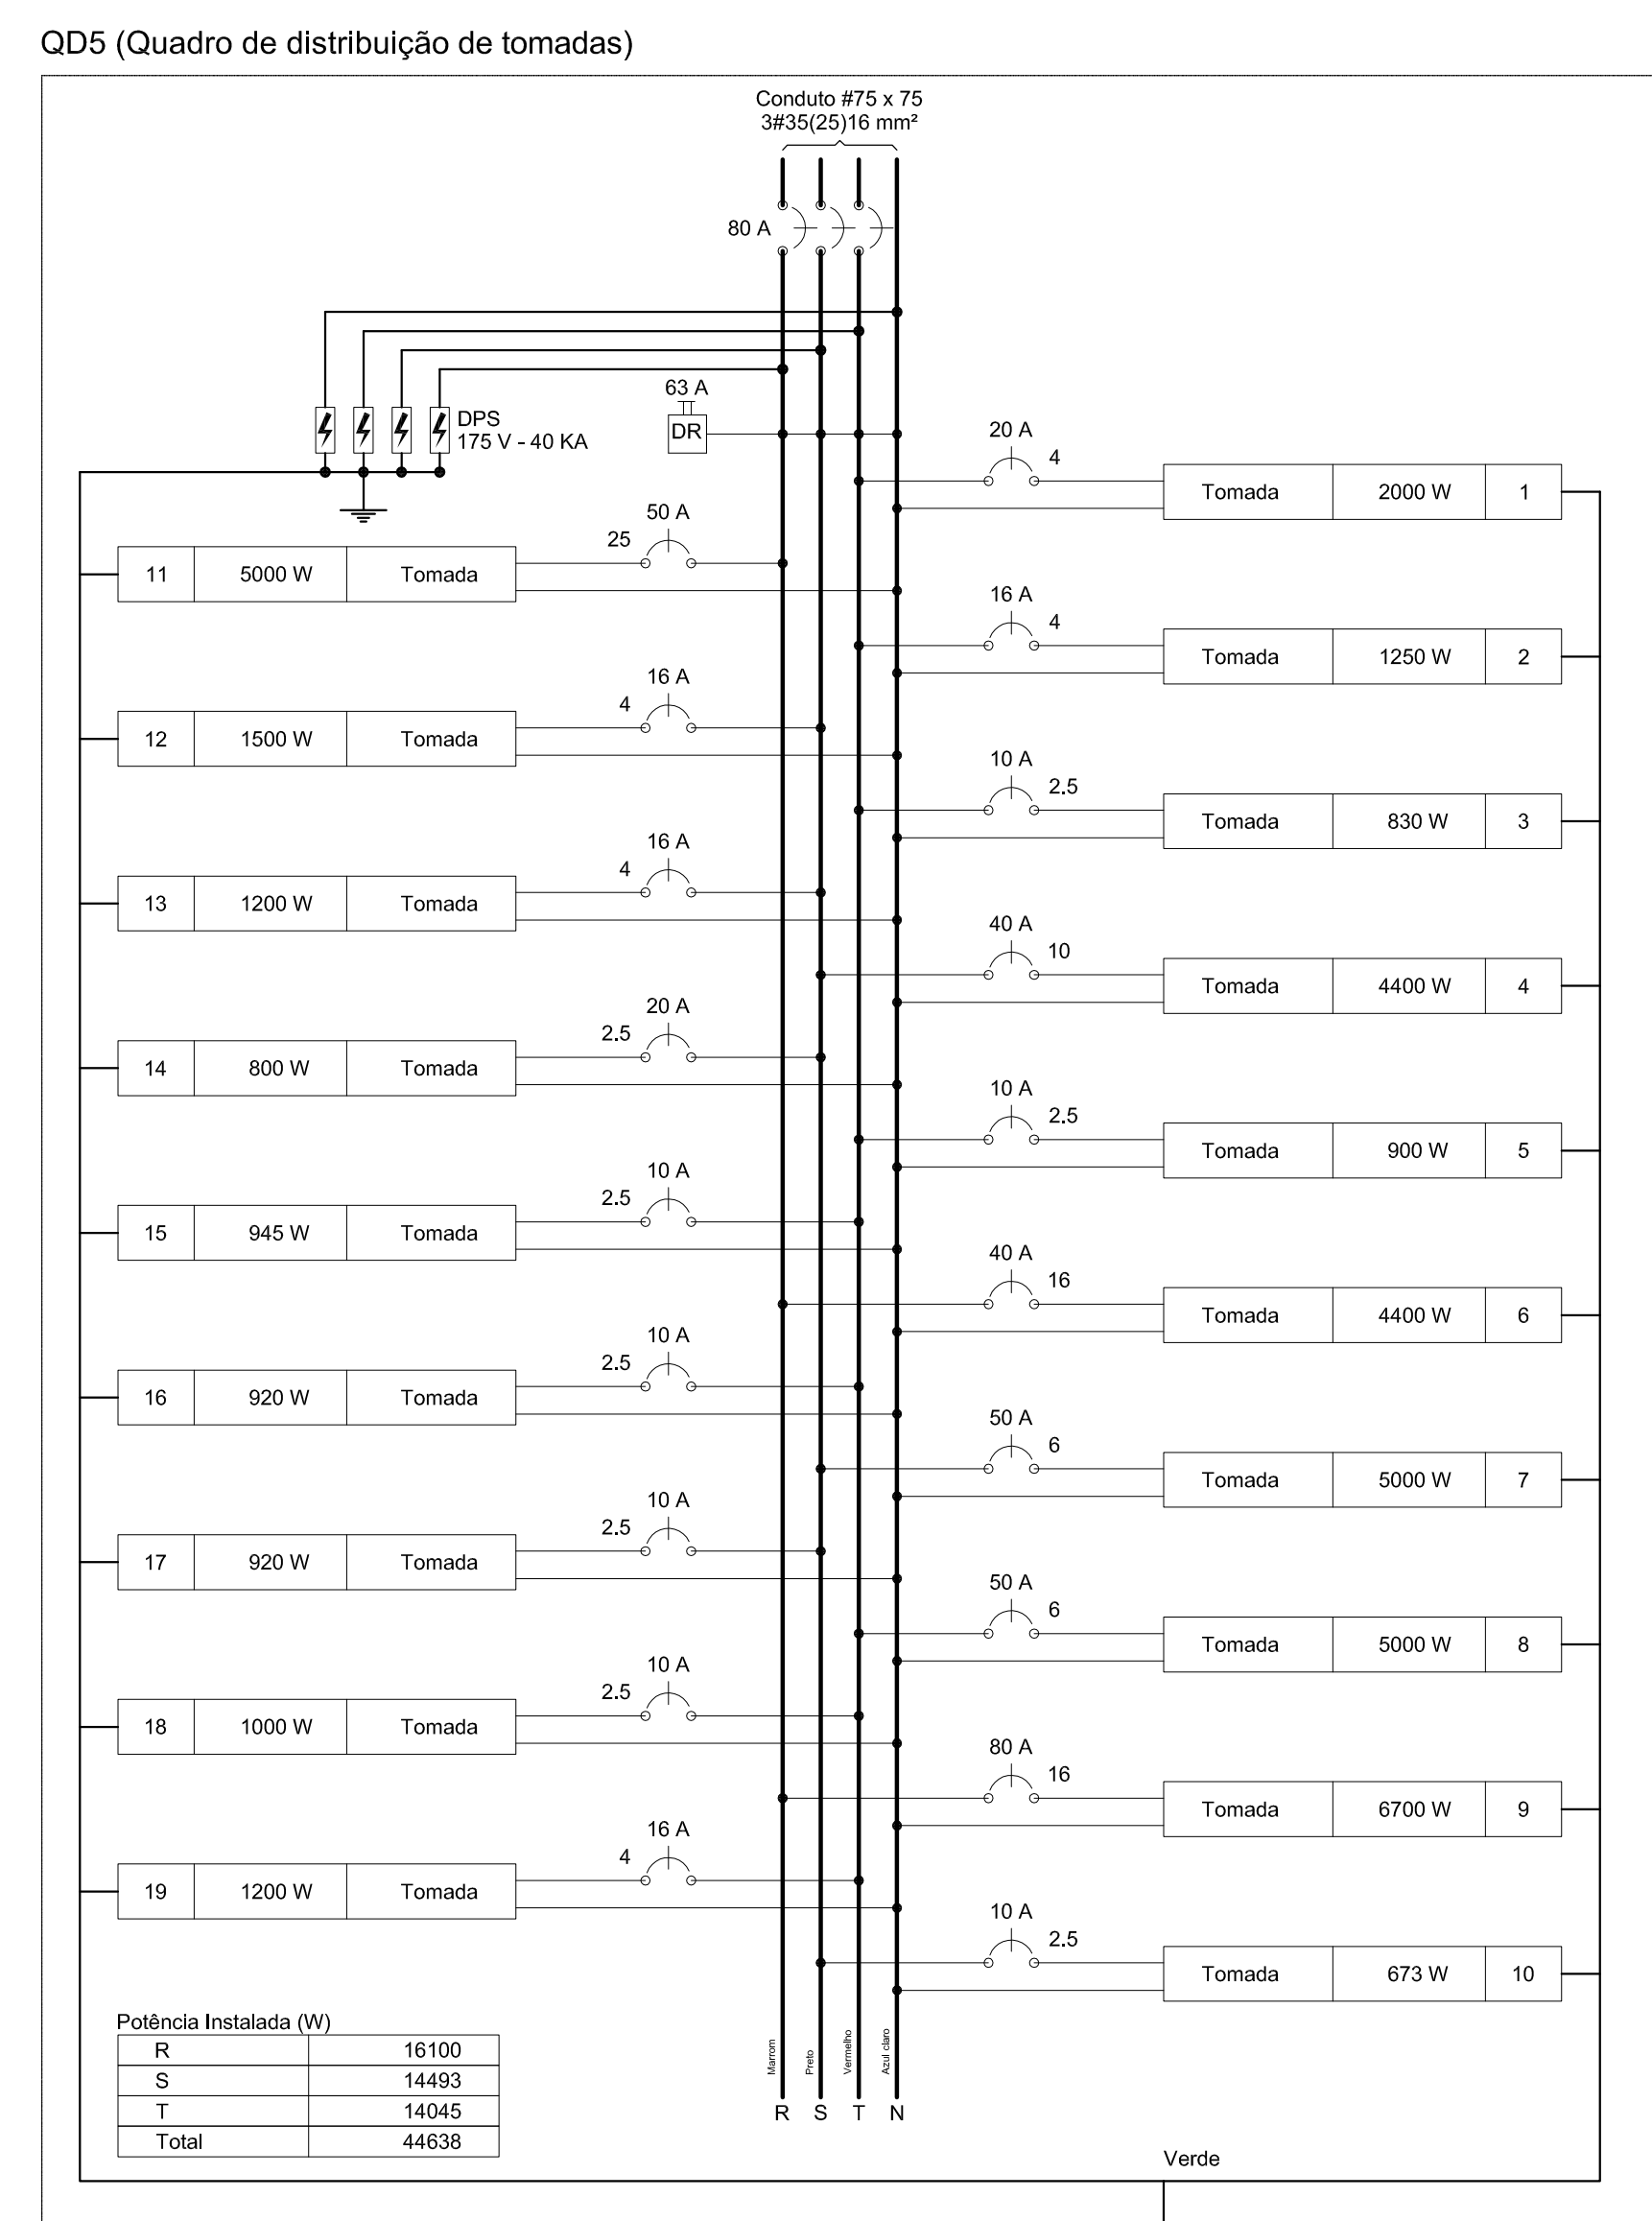 QD5 (Quadro de distribuição de tomadas)
Conduto #75 x 75
3#35(25)16 mm²
80 A
63 A
DR
DPS
175 V - 40 KA
20 A
4
Tomada 2000 W 1
50 A
25
11 5000 W Tomada
16 A
4
Tomada 1250 W 2
16 A
4
12 1500 W Tomada
10 A
2.5
Tomada 830 W 3
16 A
4
13 1200 W Tomada
40 A
10
Tomada 4400 W 4
20 A
2.5
14 800 W Tomada
10 A
2.5
Tomada 900 W 5
10 A
2.5
15 945 W Tomada
40 A
16
Tomada 4400 W 6
10 A
2.5
16 920 W Tomada
50 A
6
Tomada 5000 W 7
10 A
2.5
17 920 W Tomada
50 A
6
Tomada 5000 W 8
10 A
2.5
18 1000 W Tomada
80 A
16
Tomada 6700 W 9
16 A
4
19 1200 W Tomada
10 A
2.5
Tomada 673 W 10
Potência Instalada (W)
R 16100
S 14493
T 14045
Total 44638
Marrom
Preto
Vermelho
Azul claro
R S T N
Verde